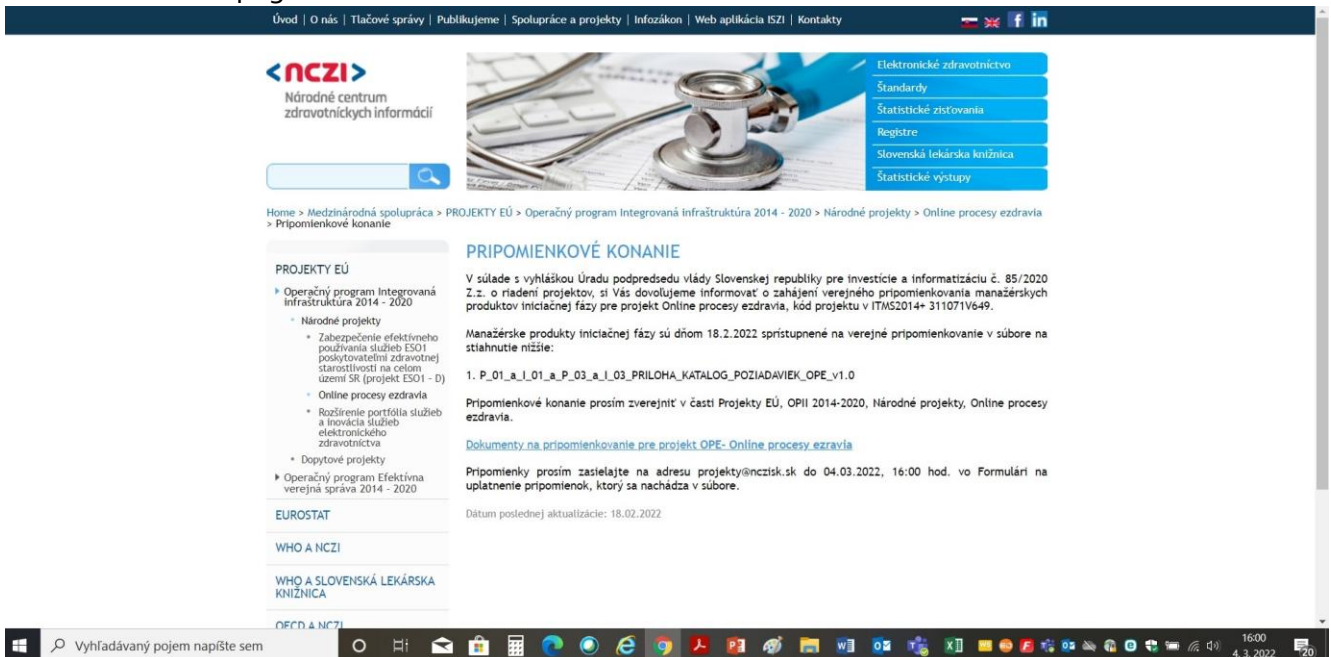 Úvod | O nás | Tlačové správy | Publikujeme | Spolupráce a projekty | Infozákon | Web aplikácia ISZI | Kontakty
<nczi>
Národné centrum
zdravotníckych informácií
Elektronické zdravotníctvo
Štandardy
Štatistické zisťovania
Registre
Slovenská lekárska knižnica
Štatistické výstupy
Home > Medzinárodná spolupráca > PROJEKTY EÚ > Operačný program Integrovaná infraštruktúra 2014 - 2020 > Národné projekty > Online procesy ezdravia
> Pripomienkové konanie
PROJEKTY EÚ
Operačný program Integrovaná
infraštruktúra 2014 - 2020
Národné projekty
Zabezpečenie efektívneho
používania služieb ESO1
poskytovateľmi zdravotnej
starostlivosti na celom
území SR (projekt ESO1 - D)
Online procesy ezdravia
Rozšírenie portfólia služieb
a inovácia služieb
elektronického
zdravotníctva
Dopytové projekty
Operačný program Efektívna
verejná správa 2014 - 2020
EUROSTAT
WHO A NCZI
WHO A SLOVENSKÁ LEKÁRSKA
KNIŽNICA
OECD A NCZI
PRIPOMIENKOVÉ KONANIE
V súlade s vyhláškou Úradu podpredsedu vlády Slovenskej republiky pre investície a informatizáciu č. 85/2020
Z.z. o riadení projektov, si Vás dovoľujeme informovať o zahájení verejného pripomienkovania manažérskych
produktov iniciačnej fázy pre projekt Online procesy ezdravia, kód projektu v ITMS2014+ 311071V649.
Manažérske produkty iniciačnej fázy sú dňom 18.2.2022 sprístupnené na verejné pripomienkovanie v súbore na
stiahnutie nižšie:
1. P_01_a_I_01_a_P_03_a_I_03_PRILOHA_KATALOG_POZIADAVIEK_OPE_v1.0
Pripomienkové konanie prosím zverejniť v časti Projekty EÚ, OPII 2014-2020, Národné projekty, Online procesy
ezdravia.
Dokumenty na pripomienkovanie pre projekt OPE- Online procesy ezravia
Pripomienky prosím zasielajte na adresu projekty@nczisk.sk do 04.03.2022, 16:00 hod. vo Formulári na
uplatnenie pripomienok, ktorý sa nachádza v súbore.
Dátum poslednej aktualizácie: 18.02.2022
Vyhľadávaný pojem napíšte sem
16:00
4. 3. 2022
20